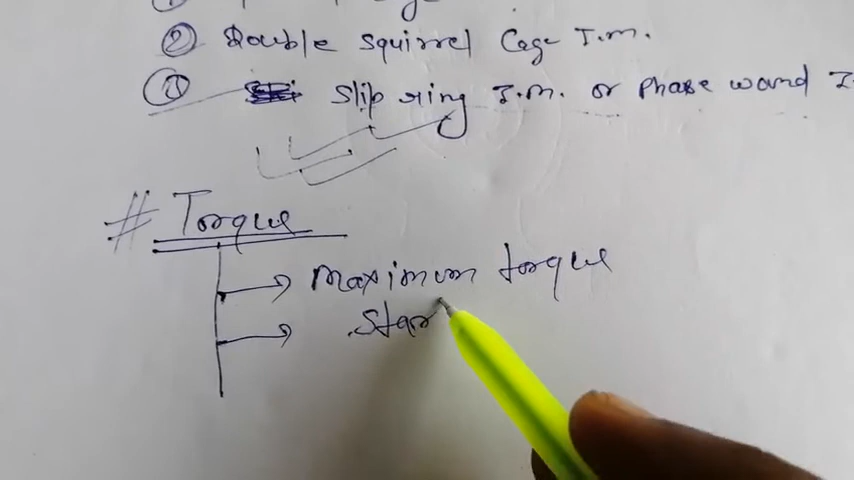 ② Double squirrel Cage I.m.
③ Slip ring I.m. or Phase wound I.
# Torque
maximum torque
Star